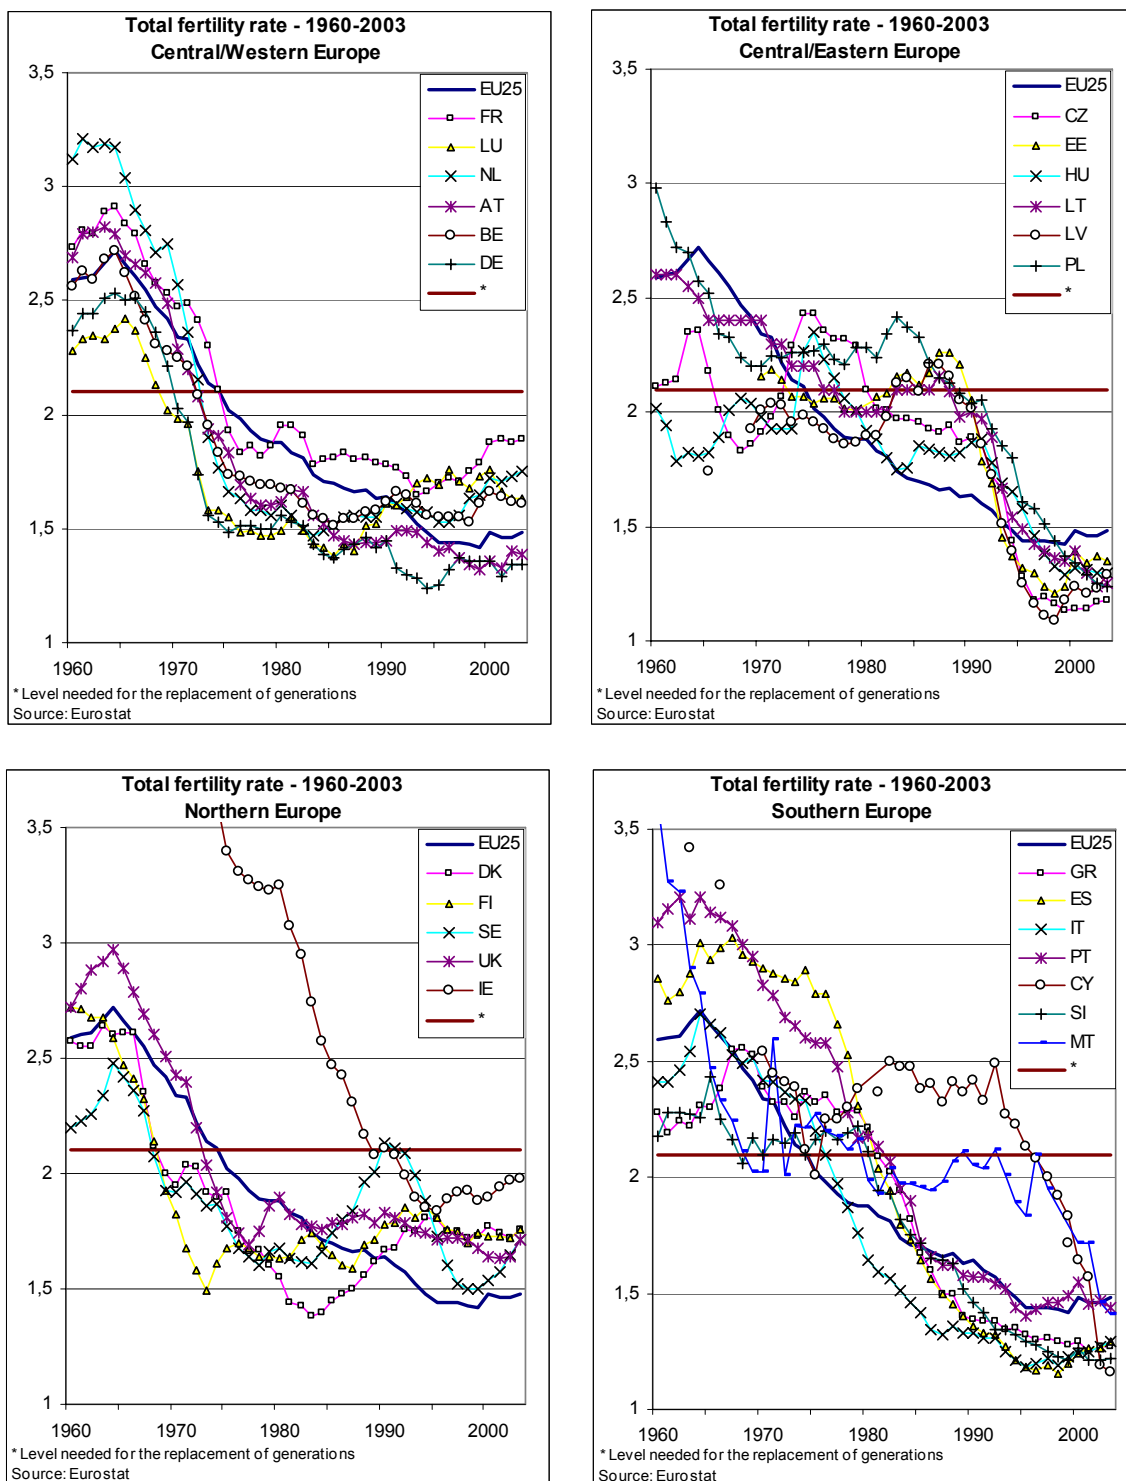 Total fertility rate - 1960-2003
Central/Western Europe
3,5
3
2,5
2
1,5
1
1960 1970 1980 1990 2000
EU25
FR
LU
NL
AT
BE
DE
*
* Level needed for the replacement of generations
Source: Eurostat
Total fertility rate - 1960-2003
Central/Eastern Europe
3,5
3
2,5
2
1,5
1
1960 1970 1980 1990 2000
EU25
CZ
EE
HU
LT
LV
PL
*
* Level needed for the replacement of generations
Source: Eurostat
Total fertility rate - 1960-2003
Northern Europe
3,5
3
2,5
2
1,5
1
1960 1970 1980 1990 2000
EU25
DK
FI
SE
UK
IE
*
* Level needed for the replacement of generations
Source: Eurostat
Total fertility rate - 1960-2003
Southern Europe
3,5
3
2,5
2
1,5
1
1960 1970 1980 1990 2000
EU25
GR
ES
IT
PT
CY
SI
MT
*
* Level needed for the replacement of generations
Source: Eurostat